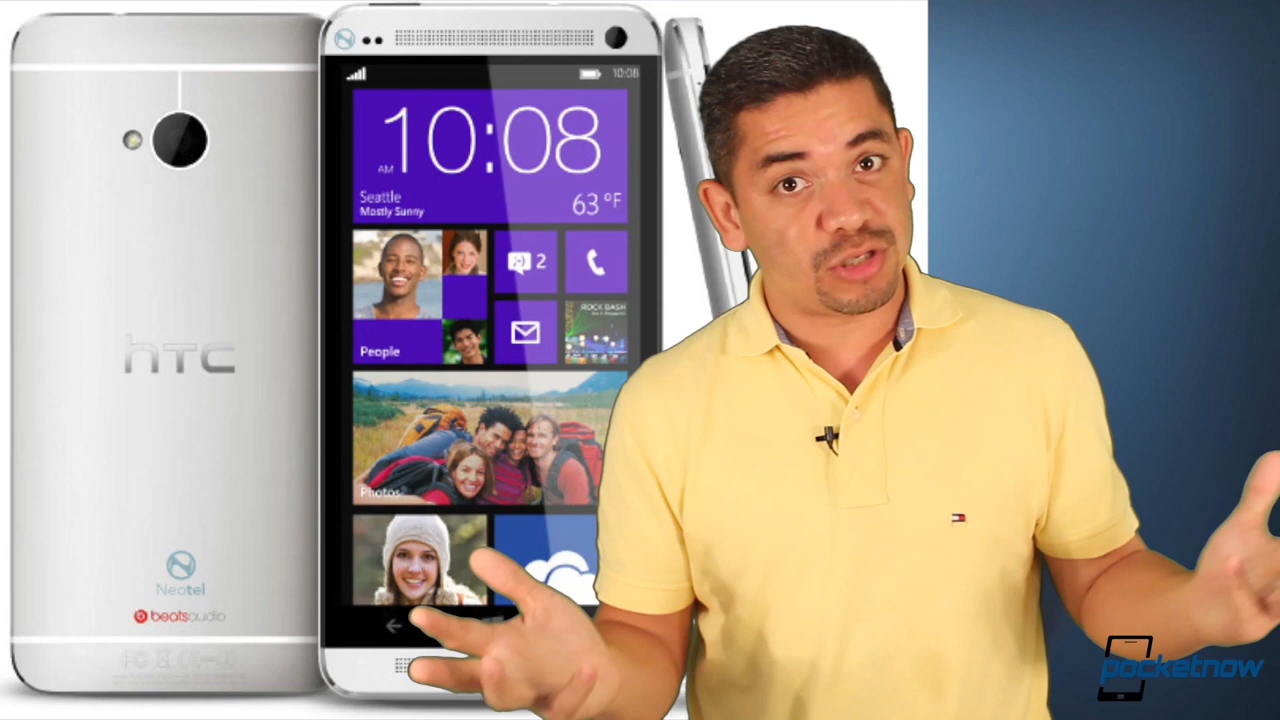 hTC
Neotel
beatsaudio
10:08
10:08
AM
Seattle
Mostly Sunny
63°F
2
People
ROCK BASH
Photos
pocketnow